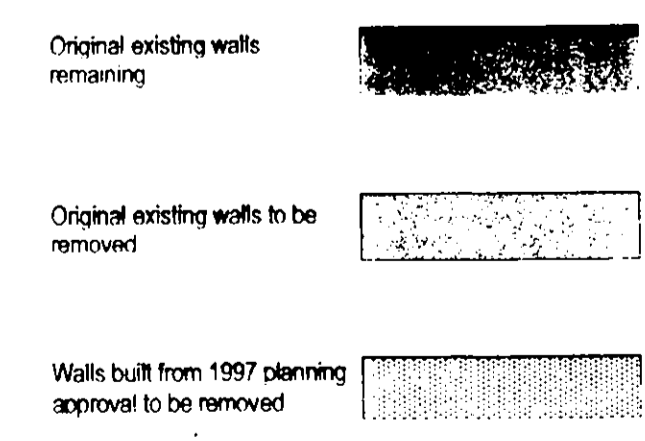 Original existing walls
remaining
Original existing walls to be
removed
Walls built from 1997 planning
approval to be removed